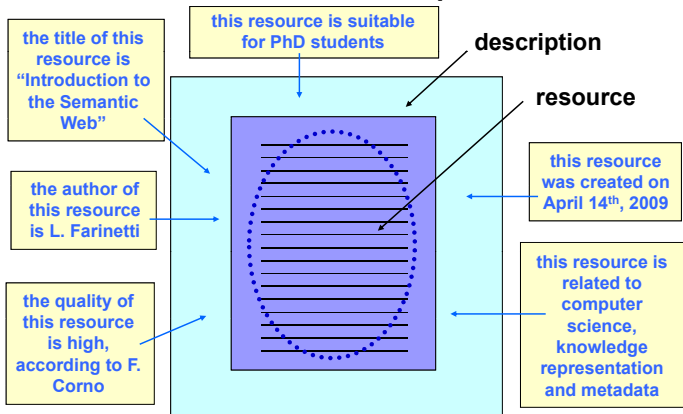 this resource is suitable
for PhD students
the title of this
resource is
“Introduction to
the Semantic
Web”
description
resource
the author of
this resource
is L. Farinetti
this resource
was created on
April 14th, 2009
the quality of
this resource
is high,
according to F.
Corno
this resource is
related to
computer
science,
knowledge
representation
and metadata